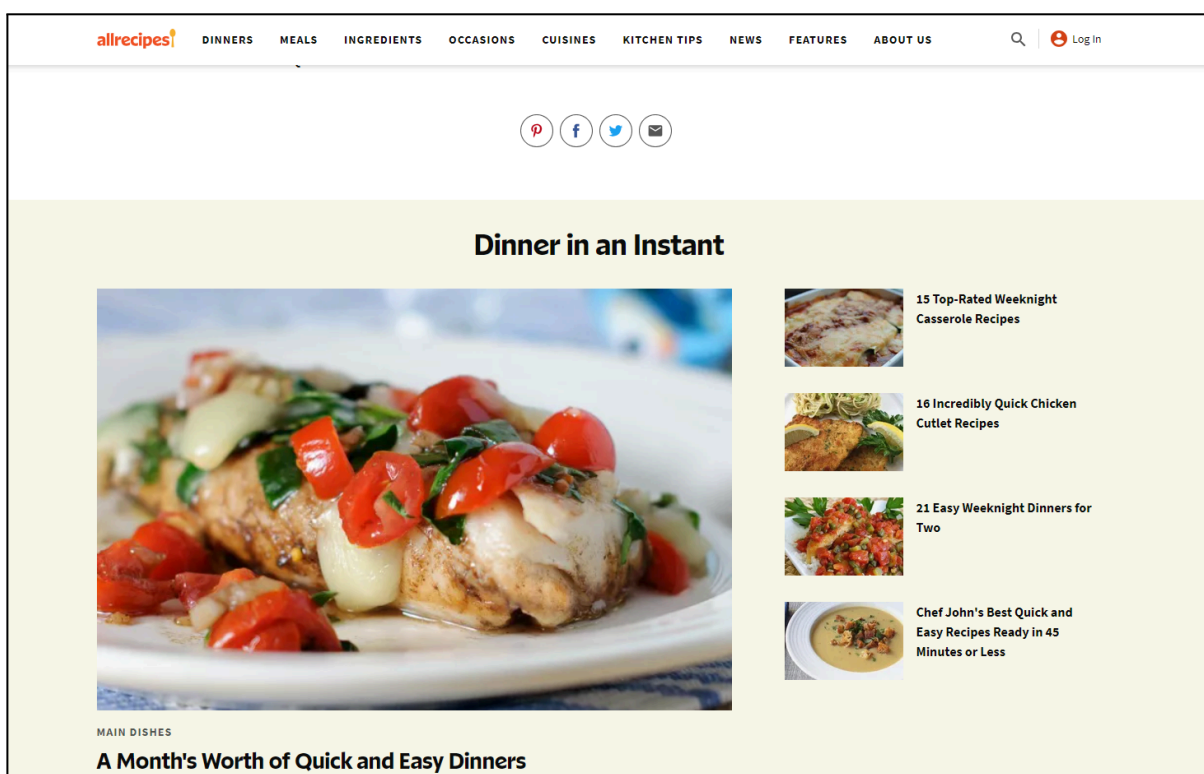 allrecipes
DINNERS MEALS INGREDIENTS OCCASIONS CUISINES KITCHEN TIPS NEWS FEATURES ABOUT US
Log In
Dinner in an Instant
15 Top-Rated Weeknight
Casserole Recipes
16 Incredibly Quick Chicken
Cutlet Recipes
21 Easy Weeknight Dinners for
Two
Chef John's Best Quick and
Easy Recipes Ready in 45
Minutes or Less
MAIN DISHES
A Month's Worth of Quick and Easy Dinners